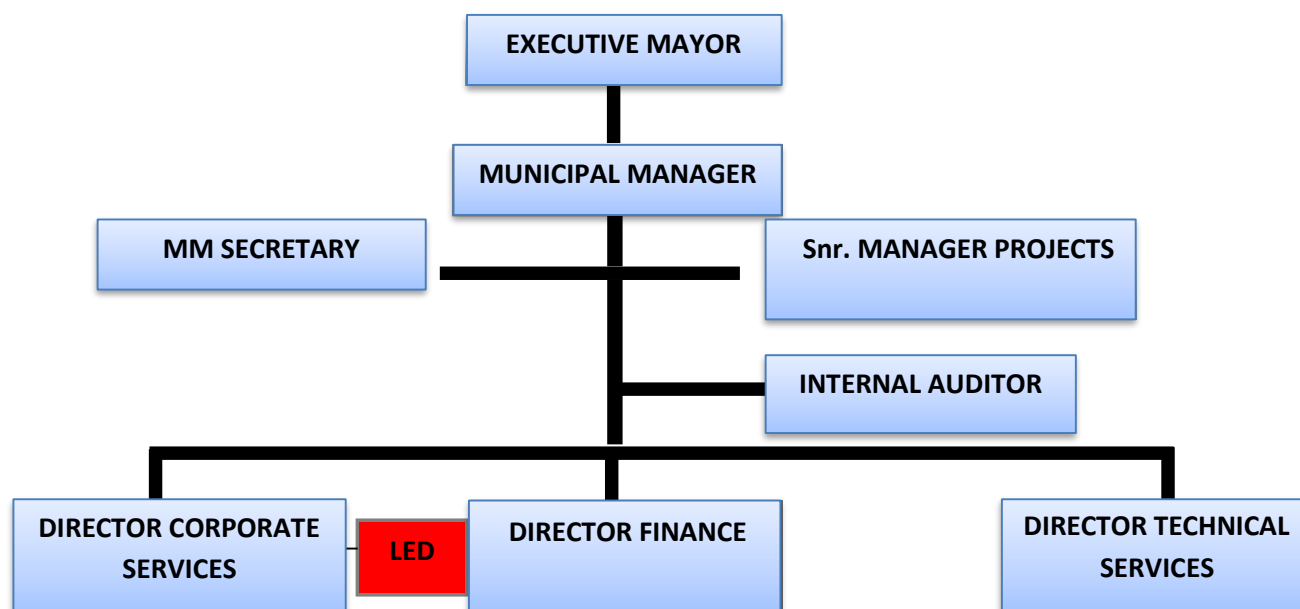 EXECUTIVE MAYOR
MUNICIPAL MANAGER
MM SECRETARY
Snr. MANAGER PROJECTS
INTERNAL AUDITOR
DIRECTOR CORPORATE
SERVICES
LED
DIRECTOR FINANCE
DIRECTOR TECHNICAL
SERVICES